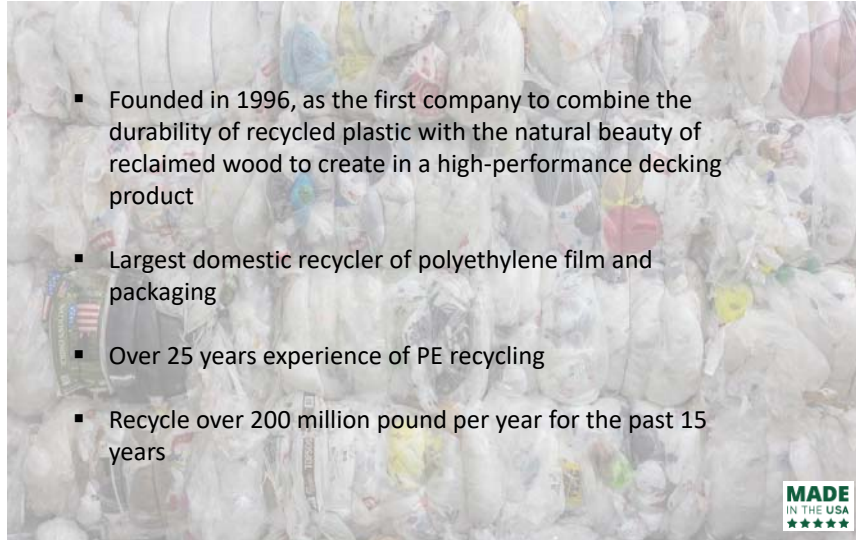 ▪ Founded in 1996, as the first company to combine the
durability of recycled plastic with the natural beauty of
reclaimed wood to create in a high-performance decking
product
▪ Largest domestic recycler of polyethylene film and
packaging
▪ Over 25 years experience of PE recycling
▪ Recycle over 200 million pound per year for the past 15
years
MADE
IN THE USA